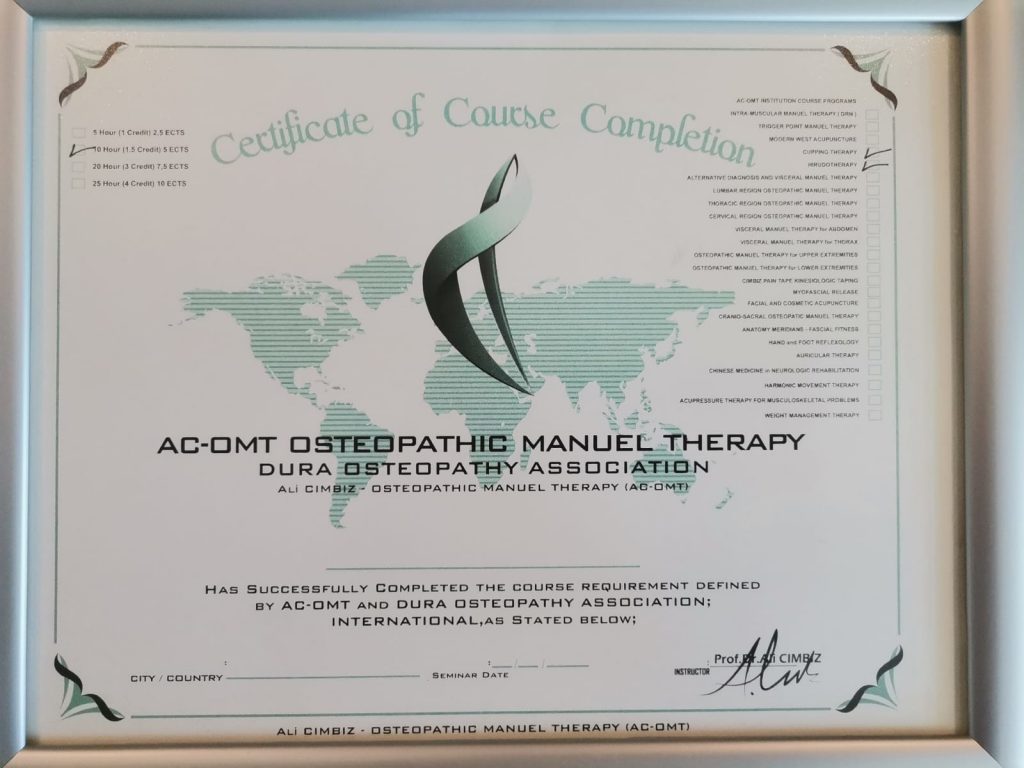 Certificate of Course Completion
5 Hour (1 Credit) 2,5 ECTS
10 Hour (1.5 Credit) 5 ECTS
20 Hour (3 Credit) 7,5 ECTS
25 Hour (4 Credit) 10 ECTS
AC-OMT INSTITUTION COURSE PROGRAMS
INTRA-MUSCULAR MANUEL THERAPY ( DRN )
TRIGGER POINT MANUEL THERAPY
MODERN WEST ACUPUNCTURE
CUPPING THERAPY
HIRUDOTHERAPY
ALTERNATIVE DIAGNOSIS AND VISCERAL MANUEL THERAPY
LUMBAR REGION OSTEOPATHIC MANUEL THERAPY
THORACIC REGION OSTEOPATHIC MANUEL THERAPY
CERVICAL REGION OSTEOPATHIC MANUEL THERAPY
VISCERAL MANUEL THERAPY for ABDOMEN
VISCERAL MANUEL THERAPY for THORAX
OSTEOPATHIC MANUEL THERAPY for UPPER EXTREMITIES
OSTEOPATHIC MANUEL THERAPY for LOWER EXTREMITIES
CIMBIZ PAIN TAPE KINESIOLOGIC TAPING
MYOFASCIAL RELEASE
FACIAL AND COSMETIC ACUPUNCTURE
CRANIO-SACRAL OSTEOPATIC MANUEL THERAPY
ANATOMY MERIDIANS - FASCIAL FITNESS
HAND and FOOT REFLEXOLOGY
AURICULAR THERAPY
CHINESE MEDICINE in NEUROLOGIC REHABILITATION
HARMONIC MOVEMENT THERAPY
ACUPRESSURE THERAPY FOR MUSCULOSKELETAL PROBLEMS
WEIGHT MANAGEMENT THERAPY
AC-OMT OSTEOPATHIC MANUEL THERAPY
DURA OSTEOPATHY ASSOCIATION
ALİ CIMBIZ - OSTEOPATHIC MANUEL THERAPY (AC-OMT)
HAS SUCCESSFULLY COMPLETED THE COURSE REQUIREMENT DEFINED
BY AC-OMT AND DURA OSTEOPATHY ASSOCIATION;
INTERNATIONAL,AS STATED BELOW;
CITY / COUNTRY
SEMINAR DATE
INSTRUCTOR : Prof.Dr.Ali CIMBIZ
ALİ CIMBIZ - OSTEOPATHIC MANUEL THERAPY (AC-OMT)